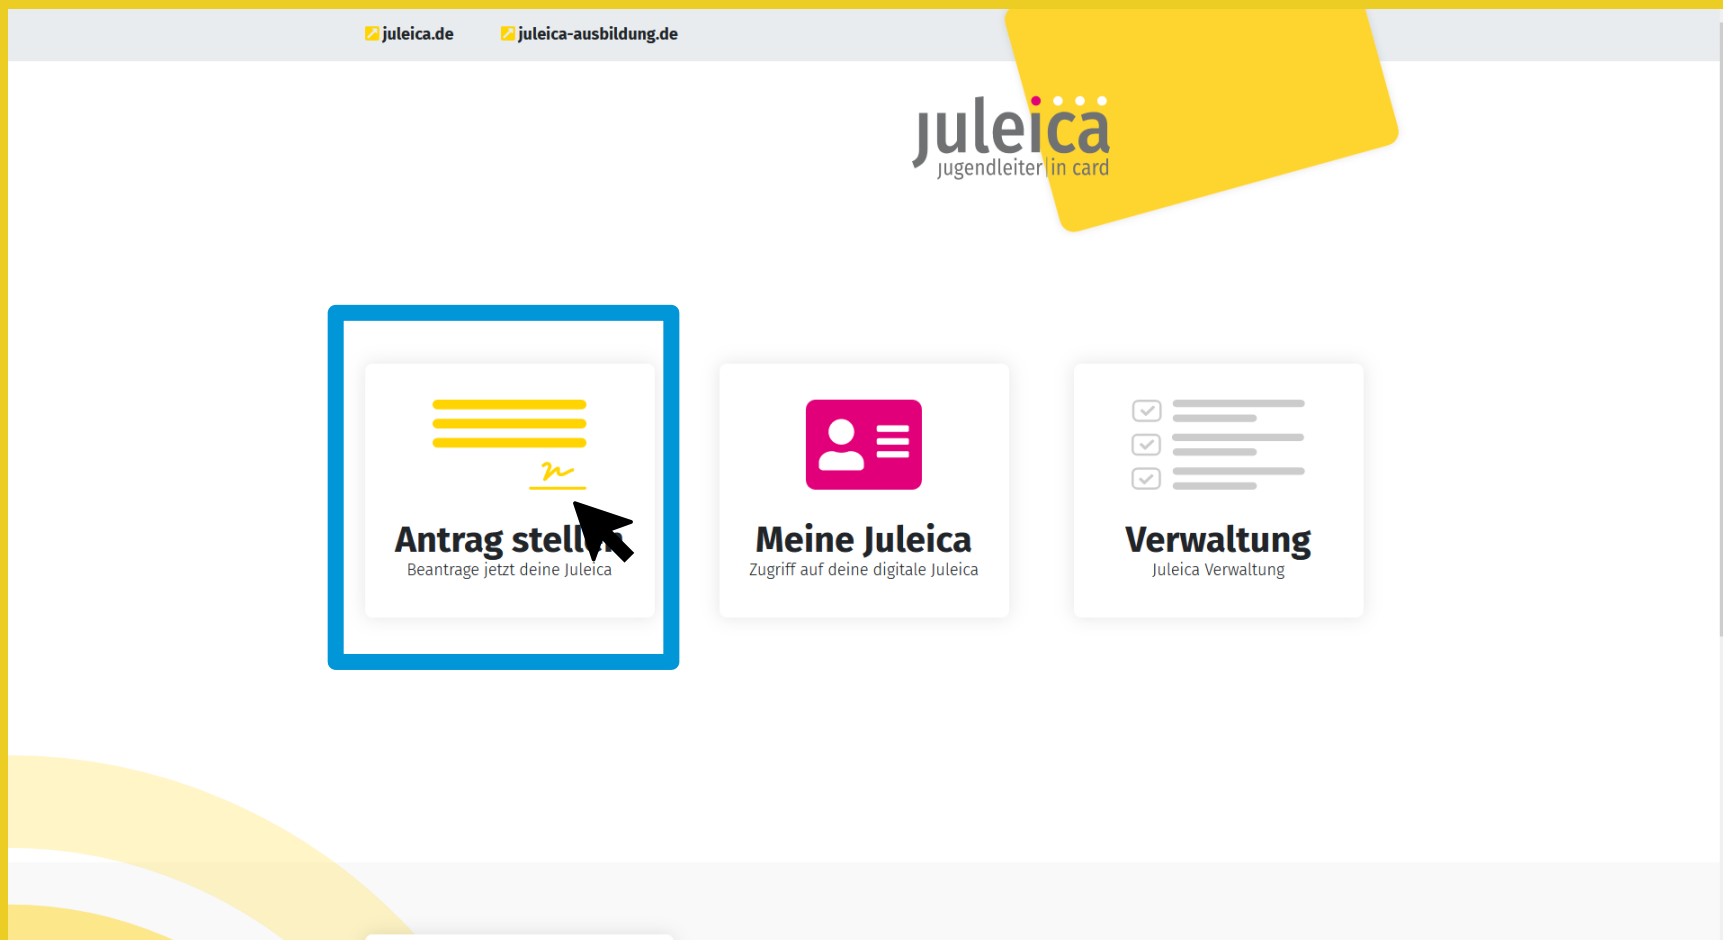 juleica.de
juleica-ausbildung.de
juleica
jugendleiter|in card
Antrag stellen
Beantrage jetzt deine Juleica
Meine Juleica
Zugriff auf deine digitale Juleica
Verwaltung
Juleica Verwaltung